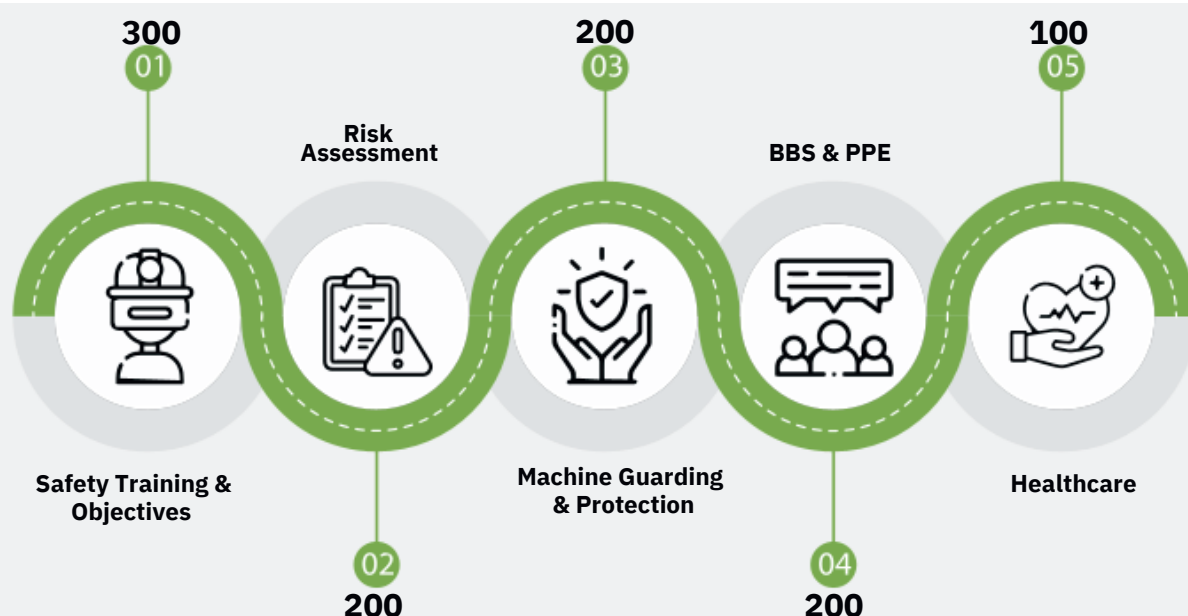 300
01
Safety Training &
Objectives
Risk
Assessment
02
200
200
03
Machine Guarding
& Protection
BBS & PPE
04
200
100
05
Healthcare